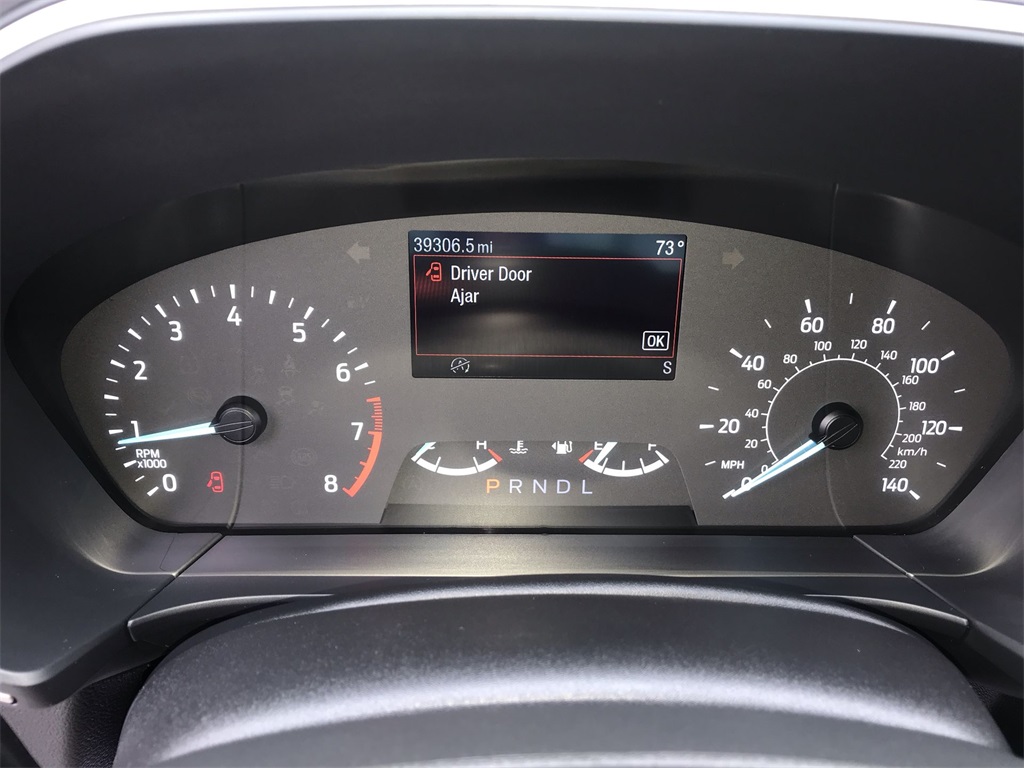 39306.5 mi 73°
Driver Door
Ajar
OK
S
0 1 2 3 4 5 6 7 8
RPM
x1000
H E F
P R N D L
0 20 40 60 80 100 120 140
MPH
0 20 40 60 80 100 120 140 160 180 200 220
km/h